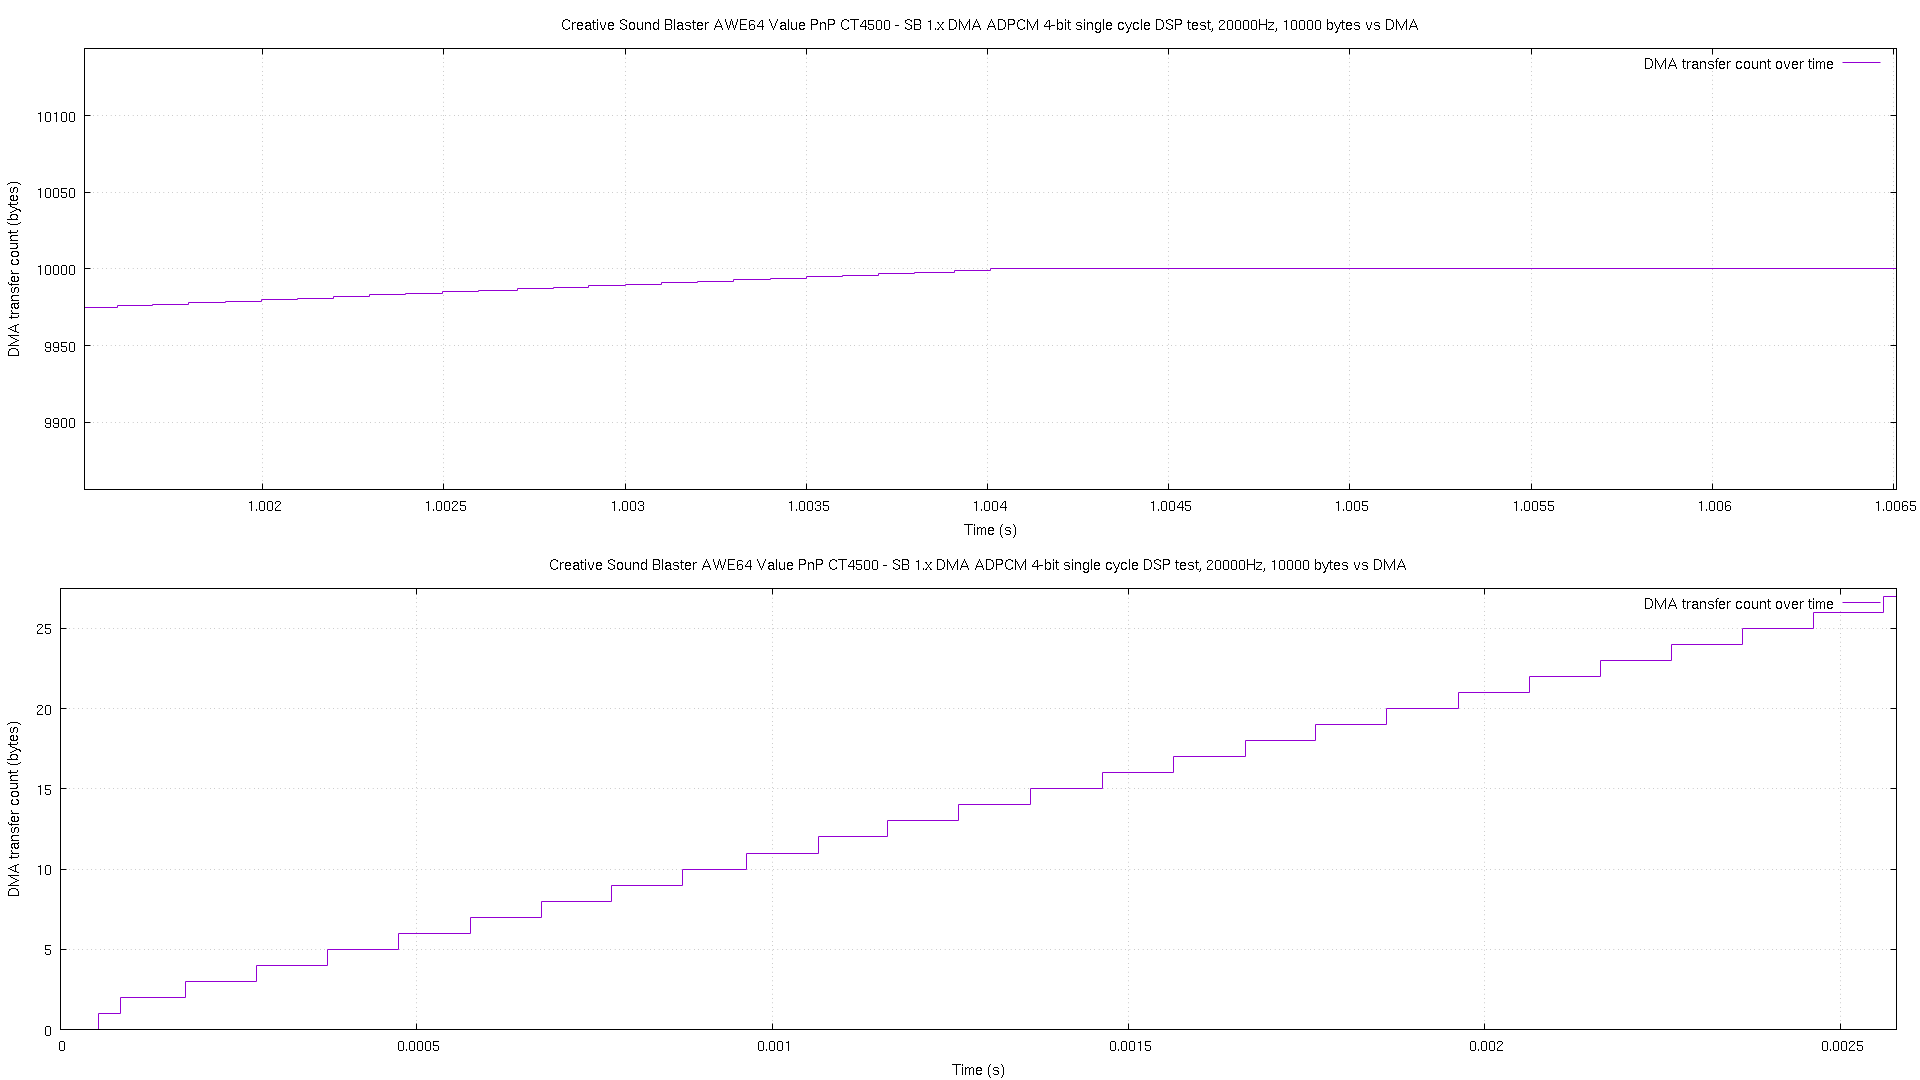 Creative Sound Blaster AWE64 Value PnP CT4500 - SB 1.x DMA ADPCM 4-bit single cycle DSP test, 20000Hz, 10000 bytes vs DMA
DMA transfer count over time
10100
10050
10000
9950
9900
DMA transfer count (bytes)
1.002 1.0025 1.003 1.0035 1.004 1.0045 1.005 1.0055 1.006 1.0065
Time (s)
Creative Sound Blaster AWE64 Value PnP CT4500 - SB 1.x DMA ADPCM 4-bit single cycle DSP test, 20000Hz, 10000 bytes vs DMA
DMA transfer count over time
25
20
15
10
5
0
DMA transfer count (bytes)
0 0.0005 0.001 0.0015 0.002 0.0025
Time (s)